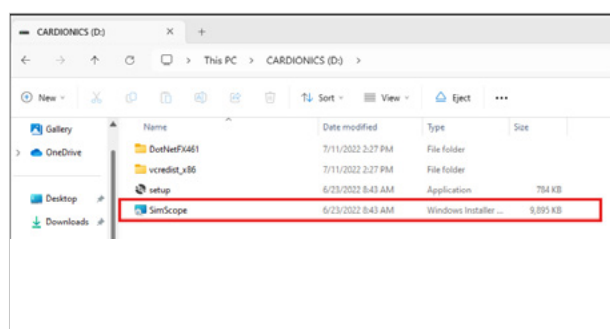 CARDIONICS (D:)
This PC > CARDIONICS (D:) >
New Sort View Eject
Gallery
OneDrive
Desktop
Downloads
Name Date modified Type Size
DotNetFX461 7/11/2022 2:27 PM File folder
vcredist_x86 7/11/2022 2:27 PM File folder
setup 6/23/2022 8:43 AM Application 784 KB
SimScope 6/23/2022 8:43 AM Windows Installer ... 9,895 KB